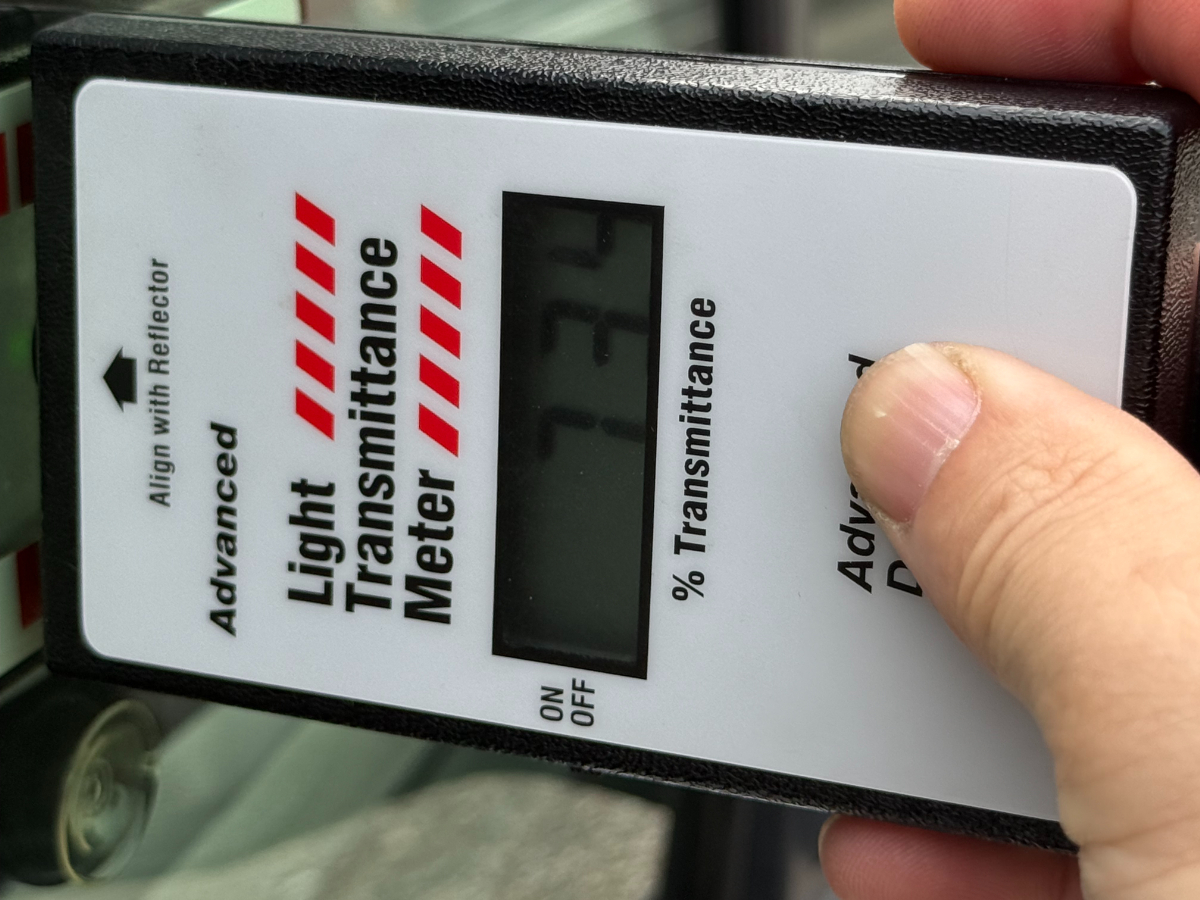 Align with Reflector
Advanced
Light
Transmittance
Meter
% Transmittance
ON
OFF